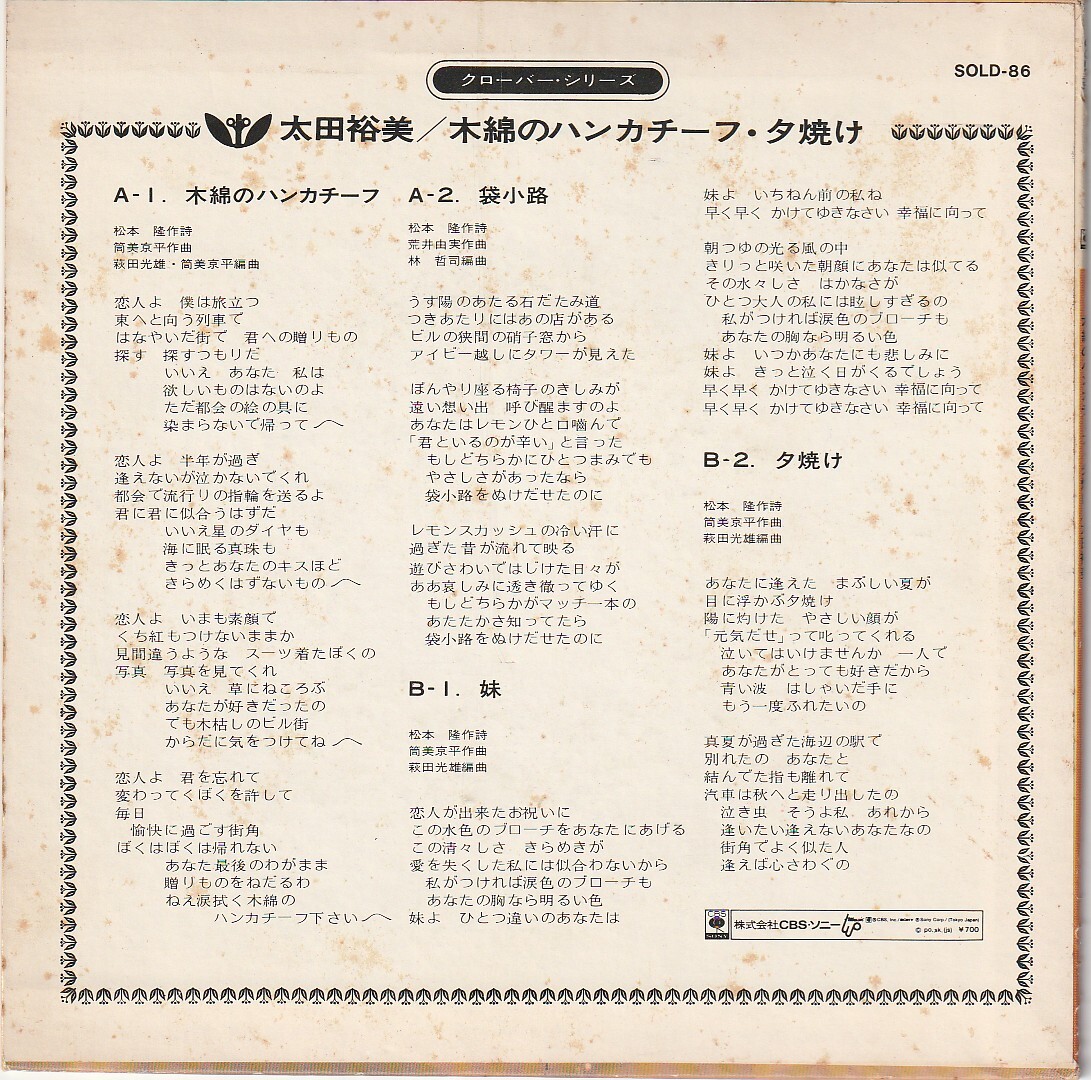 クローバー・シリーズ
SOLD-86
太田裕美／木綿のハンカチーフ・夕焼け
A-1. 木綿のハンカチーフ
松本　隆作詩
筒美京平作曲
萩田光雄・筒美京平編曲
恋人よ　僕は旅立つ
東へと向う列車で
はなやいだ街で　君への贈りもの
探す　探すつもりだ
いいえ　あなた　私は
欲しいものはないのよ
ただ都会の絵の具に
染まらないで帰って
恋人よ　半年が過ぎ
逢えないが泣かないでくれ
都会で流行りの指輪を送るよ
君に君に似合うはずだ
いいえ星のダイヤも
海に眠る真珠も
きっとあなたのキスほど
きらめくはずないもの
恋人よ　いまも素顔で
くち紅もつけないままか
見間違うような　スーツ着たぼくの
写真　写真を見てくれ
いいえ　草にねころぶ
あなたが好きだったの
でも木枯しのビル街
からだに気をつけてね
恋人よ　君を忘れて
変わってくぼくを許して
毎日
愉快に過ごす街角
ぼくはぼくは帰れない
あなた最後のわがまま
贈りものをねだるわ
ねえ涙拭く木綿の
ハンカチーフ下さい
A-2. 袋小路
松本　隆作詩
荒井由実作曲
林　哲司編曲
うす陽のあたる石だたみ道
つきあたりにはあの店がある
ビルの狭間の硝子窓から
アイビー越しにタワーが見えた
ぼんやり座る椅子のきしみが
遠い想い出　呼び醒ますのよ
あなたはレモンひと口噛んで
「君といるのが辛い」と言った
もしどちらかにひとつまみでも
やさしさがあったなら
袋小路をぬけだせたのに
レモンスカッシュの冷い汗に
過ぎた昔が流れて映る
遊びさわいではじけた日々が
ああ哀しみに透き徹ってゆく
もしどちらかがマッチ一本の
あたたかさ知ってたら
袋小路をぬけだせたのに
B-1. 妹
松本　隆作詩
筒美京平作曲
萩田光雄編曲
恋人が出来たお祝いに
この水色のブローチをあなたにあげる
この清々しさ　きらめきが
愛を失くした私には似合わないから
私がつければ涙色のブローチも
あなたの胸なら明るい色
妹よ　ひとつ違いのあなたは
妹よ　いちねん前の私ね
早く早く かけてゆきなさい 幸福に向って
朝つゆの光る風の中
きりっと咲いた朝顔にあなたは似てる
その水々しさ　はかなさが
ひとつ大人の私には眩しすぎるの
私がつければ涙色のブローチも
あなたの胸なら明るい色
妹よ　いつかあなたにも悲しみに
妹よ　きっと泣く日がくるでしょう
早く早く かけてゆきなさい 幸福に向って
早く早く かけてゆきなさい 幸福に向って
B-2. 夕焼け
松本　隆作詩
筒美京平作曲
萩田光雄編曲
あなたに逢えた　まぶしい夏が
目に浮かぶ夕焼け
陽に灼けた　やさしい顔が
「元気だせ」って叱ってくれる
泣いてはいけませんか　一人で
あなたがとっても好きだから
青い波　はしゃいだ手に
もう一度ふれたいの
真夏が過ぎた海辺の駅で
別れたの　あなたと
結んでた指も離れて
汽車は秋へと走り出したの
泣き虫　そうよ私　あれから
逢いたい逢えないあなたなの
街角でよく似た人
逢えば心さわぐの
CBS SONY 株式会社CBS・ソニー
© po.sk.(js) ￥700